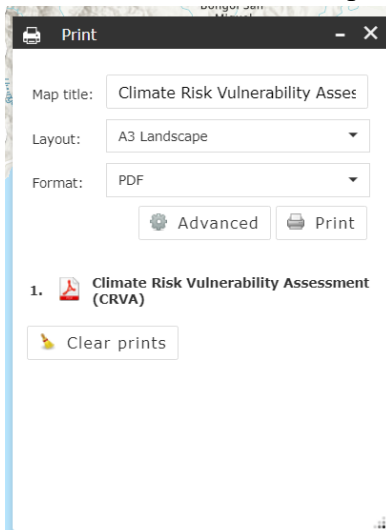 Print
Map title: Climate Risk Vulnerability Asses
Layout: A3 Landscape
Format: PDF
Advanced Print
1. Climate Risk Vulnerability Assessment
(CRVA)
Clear prints